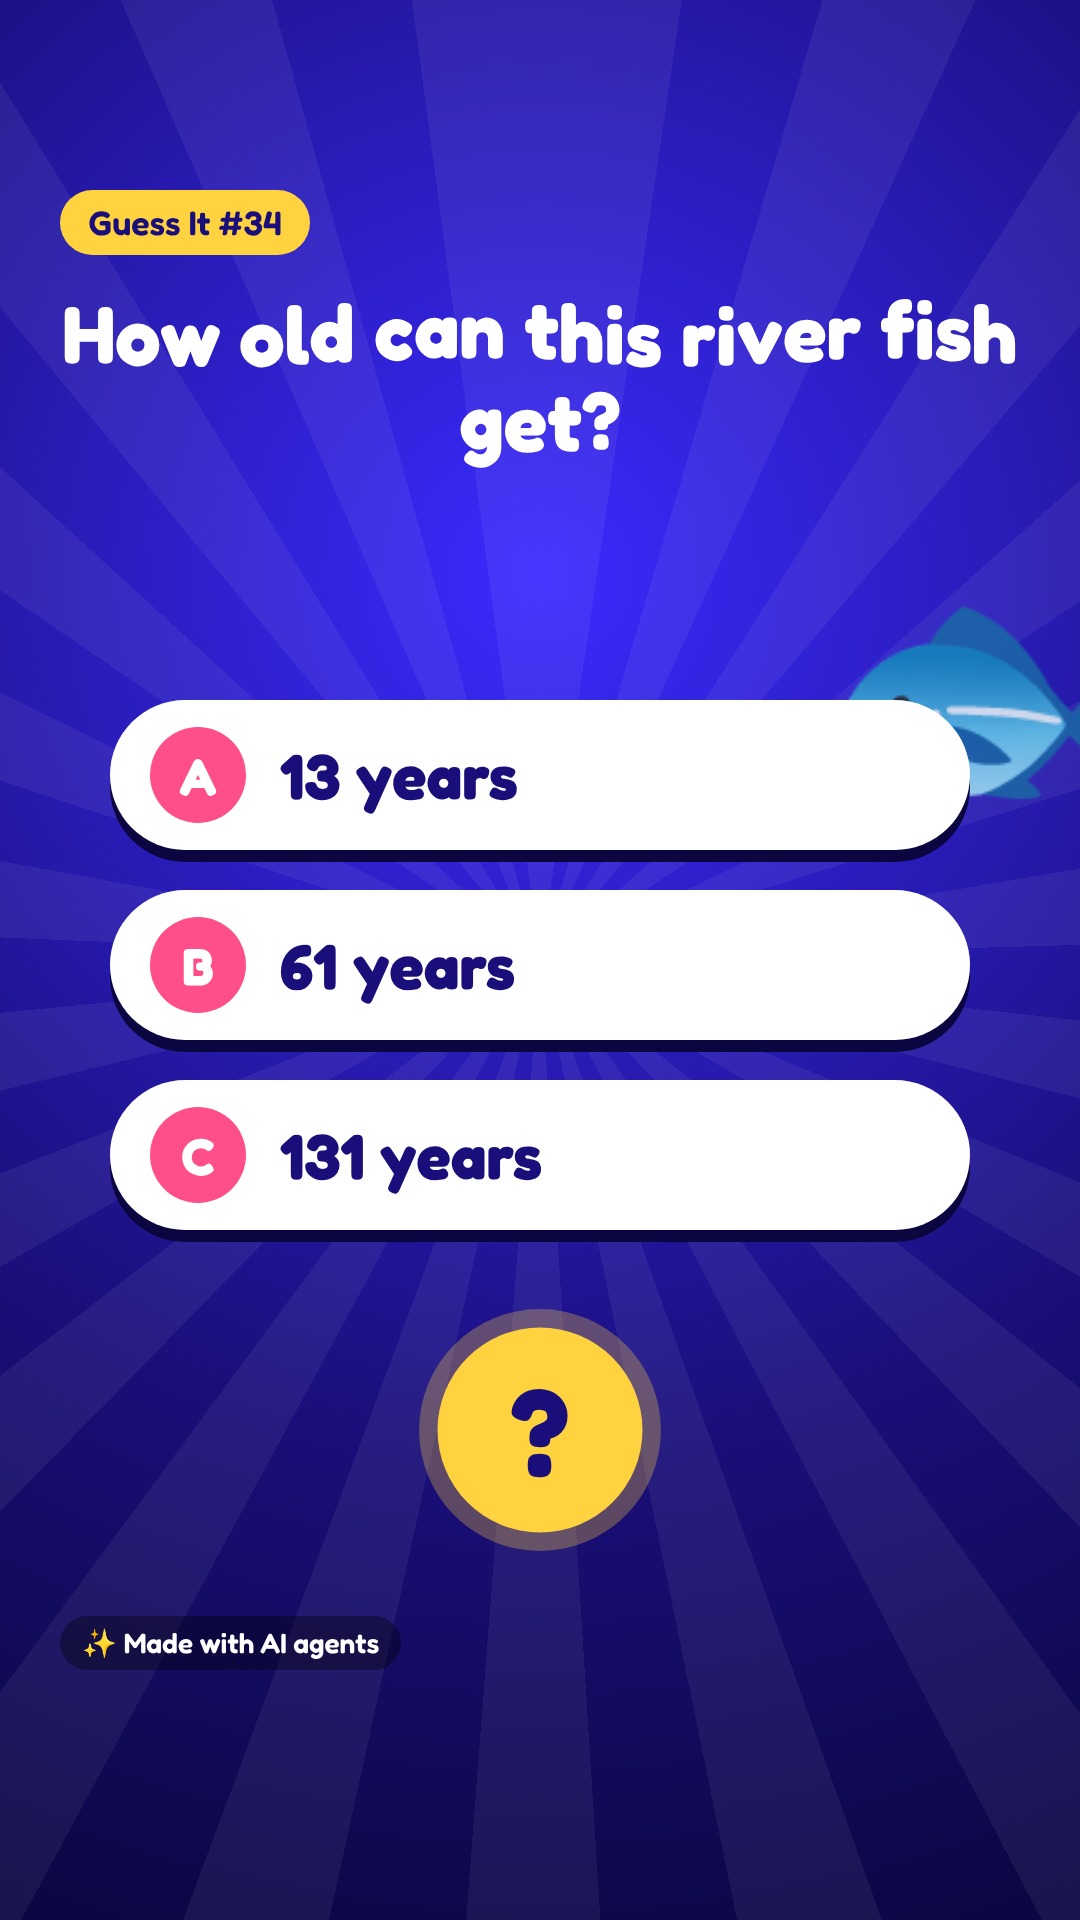 Guess It #34
How old can this river fish
get?
A 13 years
B 61 years
C 131 years
?
✨ Made with AI agents